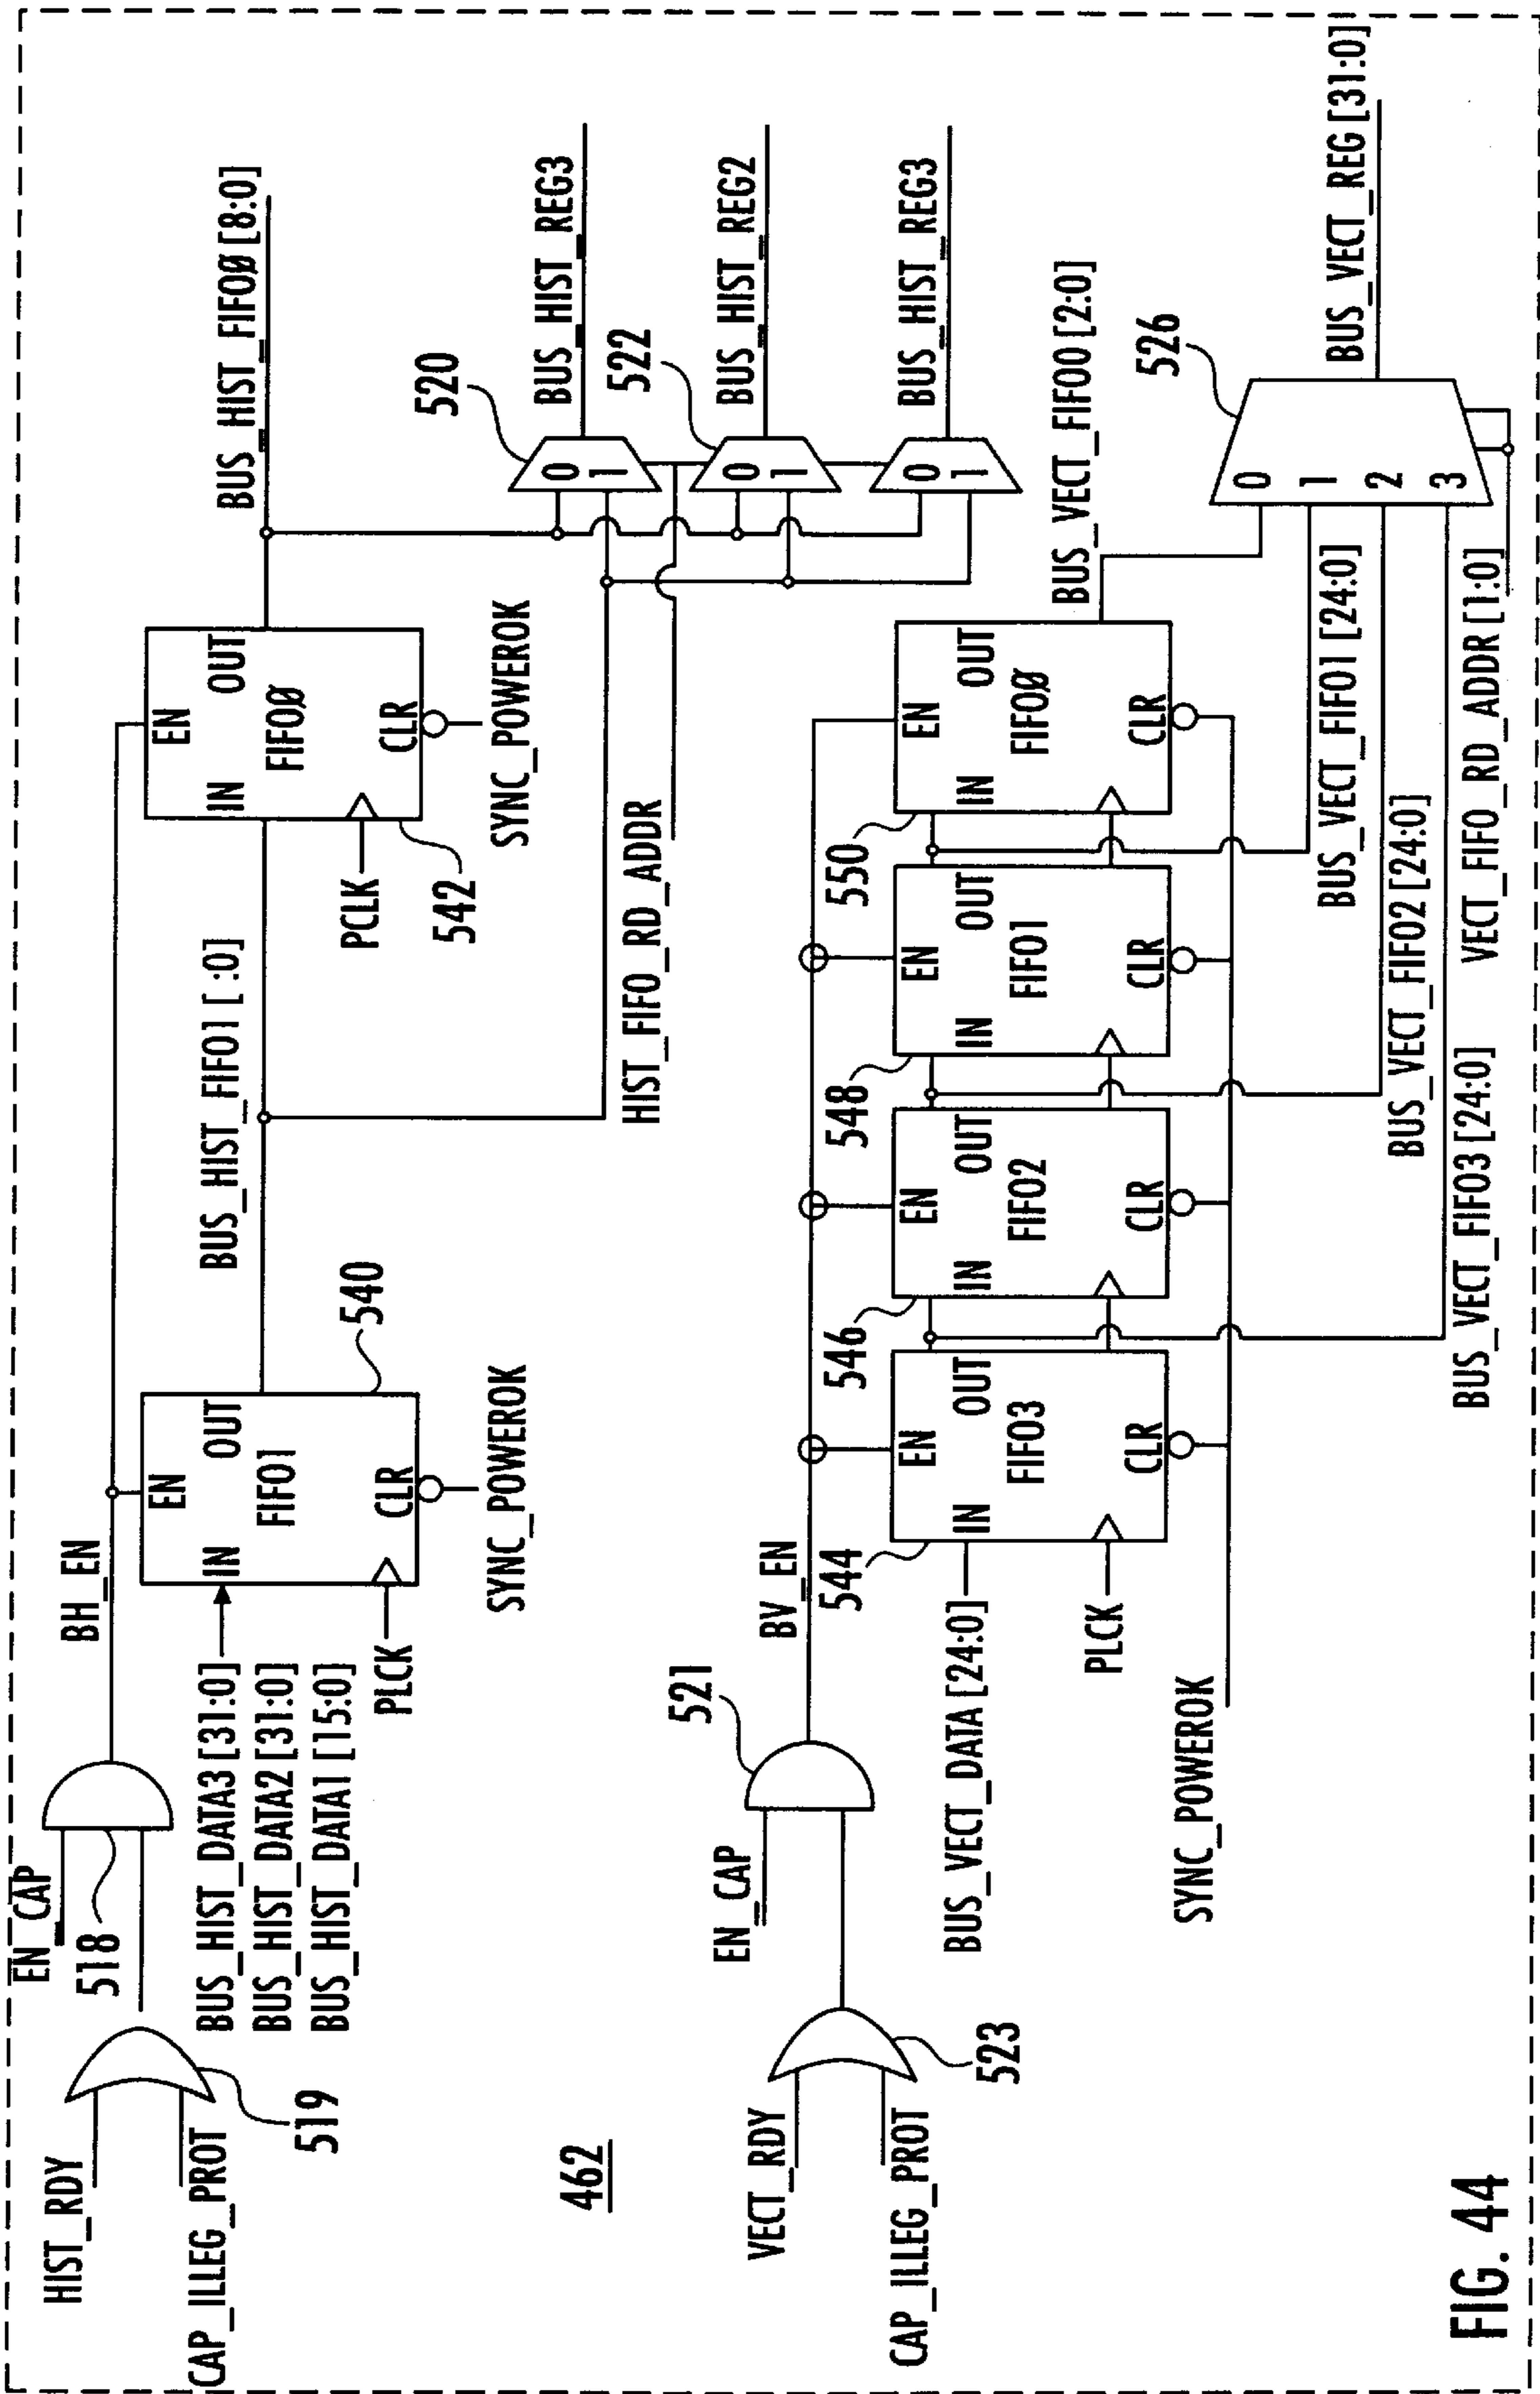 EN_CAP
518
HIST_RDY
CAP_ILLEG_PROT
519
BH_EN
BUS_HIST_DATA3 [31:0]
BUS_HIST_DATA2 [31:0]
BUS_HIST_DATA1 [15:0]
PLCK
EN
IN
OUT
FIFO1
CLR
540
SYNC_POWEROK
BUS_HIST_FIFO1 [ :0]
EN
IN
OUT
FIFOØ
CLR
PCLK
542
SYNC_POWEROK
BUS_HIST_FIFOØ [8:0]
HIST_FIFO_RD_ADDR
520
0
1
BUS_HIST_REG3
522
0
1
BUS_HIST_REG2
0
1
BUS_HIST_REG3
462
VECT_RDY
CAP_ILLEG_PROT
523
EN_CAP
521
BV_EN
BUS_VECT_DATA [24:0]
PLCK
SYNC_POWEROK
544
EN
IN
OUT
FIFO3
CLR
546
EN
IN
OUT
FIFO2
CLR
548
EN
IN
OUT
FIFO1
CLR
550
EN
IN
OUT
FIFOØ
CLR
BUS_VECT_FIFO0 [2:0]
BUS_VECT_FIFO1 [24:0]
BUS_VECT_FIFO2 [24:0]
BUS_VECT_FIFO3 [24:0]
VECT_FIFO_RD_ADDR [1:0]
526
0
1
2
3
BUS_VECT_REG [31:0]
FIG. 44